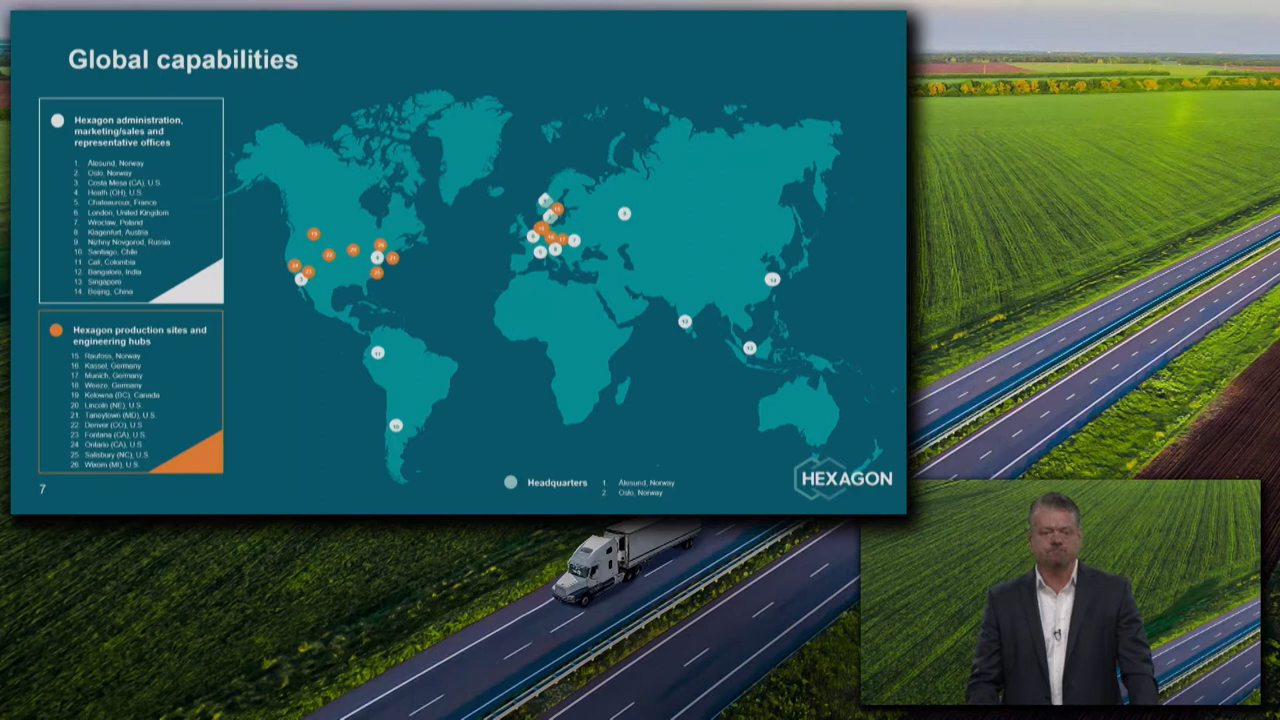 Global capabilities
Hexagon administration,
marketing/sales and
representative offices
1. Ålesund, Norway
2. Oslo, Norway
3. Costa Mesa (CA), U.S.
4. Heath (OH), U.S.
5. Chateauroux, France
6. London, United Kingdom
7. Wroclaw, Poland
8. Klagenfurt, Austria
9. Nizhny Novgorod, Russia
10. Santiago, Chile
11. Cali, Colombia
12. Bangalore, India
13. Singapore
14. Beijing, China
Hexagon production sites and
engineering hubs
15. Raufoss, Norway
16. Kassel, Germany
17. Munich, Germany
18. Weeze, Germany
19. Kelowna (BC), Canada
20. Lincoln (NE), U.S.
21. Taneytown (MD), U.S.
22. Denver (CO), U.S
23. Fontana (CA), U.S.
24. Ontario (CA), U.S.
25. Salisbury (NC), U.S.
26. Wixom (MI), U.S.
7
Headquarters
1. Ålesund, Norway
2. Oslo, Norway
HEXAGON